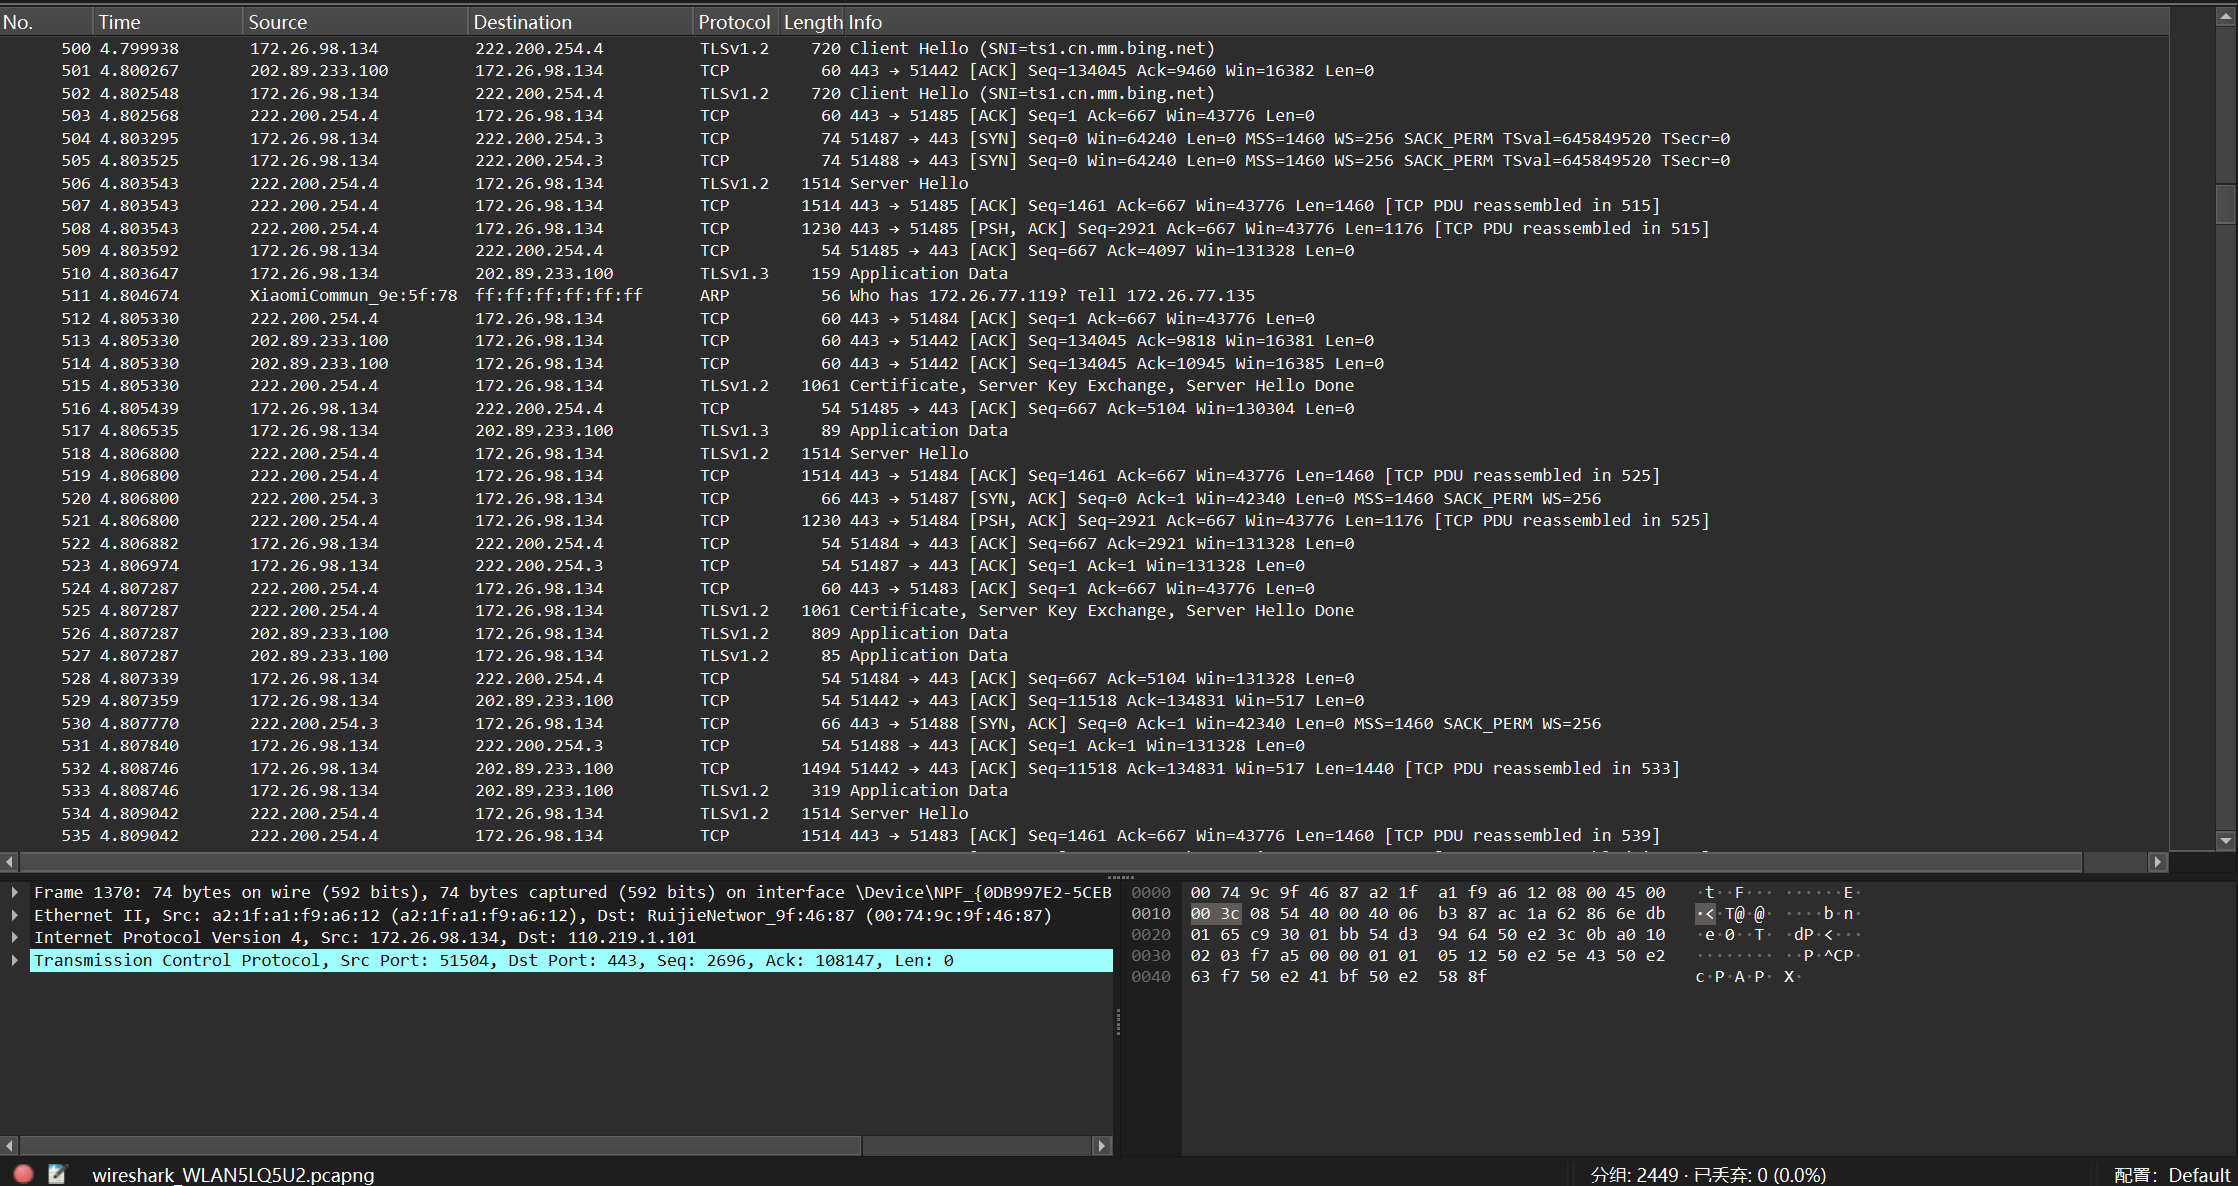 No. Time Source Destination Protocol Length Info
500 4.799938 172.26.98.134 222.200.254.4 TLSv1.2 720 Client Hello (SNI=ts1.cn.mm.bing.net)
501 4.800267 202.89.233.100 172.26.98.134 TCP 60 443 → 51442 [ACK] Seq=134045 Ack=9460 Win=16382 Len=0
502 4.802548 172.26.98.134 222.200.254.4 TLSv1.2 720 Client Hello (SNI=ts1.cn.mm.bing.net)
503 4.802568 222.200.254.4 172.26.98.134 TCP 60 443 → 51485 [ACK] Seq=1 Ack=667 Win=43776 Len=0
504 4.803295 172.26.98.134 222.200.254.3 TCP 74 51487 → 443 [SYN] Seq=0 Win=64240 Len=0 MSS=1460 WS=256 SACK_PERM TSval=645849520 TSecr=0
505 4.803525 172.26.98.134 222.200.254.3 TCP 74 51488 → 443 [SYN] Seq=0 Win=64240 Len=0 MSS=1460 WS=256 SACK_PERM TSval=645849520 TSecr=0
506 4.803543 222.200.254.4 172.26.98.134 TLSv1.2 1514 Server Hello
507 4.803543 222.200.254.4 172.26.98.134 TCP 1514 443 → 51485 [ACK] Seq=1461 Ack=667 Win=43776 Len=1460 [TCP PDU reassembled in 515]
508 4.803543 222.200.254.4 172.26.98.134 TCP 1230 443 → 51485 [PSH, ACK] Seq=2921 Ack=667 Win=43776 Len=1176 [TCP PDU reassembled in 515]
509 4.803592 172.26.98.134 222.200.254.4 TCP 54 51485 → 443 [ACK] Seq=667 Ack=4097 Win=131328 Len=0
510 4.803647 172.26.98.134 202.89.233.100 TLSv1.3 159 Application Data
511 4.804674 XiaomiCommun_9e:5f:78 ff:ff:ff:ff:ff:ff ARP 56 Who has 172.26.77.119? Tell 172.26.77.135
512 4.805330 222.200.254.4 172.26.98.134 TCP 60 443 → 51484 [ACK] Seq=1 Ack=667 Win=43776 Len=0
513 4.805330 202.89.233.100 172.26.98.134 TCP 60 443 → 51442 [ACK] Seq=134045 Ack=9818 Win=16381 Len=0
514 4.805330 202.89.233.100 172.26.98.134 TCP 60 443 → 51442 [ACK] Seq=134045 Ack=10945 Win=16385 Len=0
515 4.805330 222.200.254.4 172.26.98.134 TLSv1.2 1061 Certificate, Server Key Exchange, Server Hello Done
516 4.805439 172.26.98.134 222.200.254.4 TCP 54 51485 → 443 [ACK] Seq=667 Ack=5104 Win=130304 Len=0
517 4.806535 172.26.98.134 202.89.233.100 TLSv1.3 89 Application Data
518 4.806800 222.200.254.4 172.26.98.134 TLSv1.2 1514 Server Hello
519 4.806800 222.200.254.4 172.26.98.134 TCP 1514 443 → 51484 [ACK] Seq=1461 Ack=667 Win=43776 Len=1460 [TCP PDU reassembled in 525]
520 4.806800 222.200.254.3 172.26.98.134 TCP 66 443 → 51487 [SYN, ACK] Seq=0 Ack=1 Win=42340 Len=0 MSS=1460 SACK_PERM WS=256
521 4.806800 222.200.254.4 172.26.98.134 TCP 1230 443 → 51484 [PSH, ACK] Seq=2921 Ack=667 Win=43776 Len=1176 [TCP PDU reassembled in 525]
522 4.806882 172.26.98.134 222.200.254.4 TCP 54 51484 → 443 [ACK] Seq=667 Ack=2921 Win=131328 Len=0
523 4.806974 172.26.98.134 222.200.254.3 TCP 54 51487 → 443 [ACK] Seq=1 Ack=1 Win=131328 Len=0
524 4.807287 222.200.254.4 172.26.98.134 TCP 60 443 → 51483 [ACK] Seq=1 Ack=667 Win=43776 Len=0
525 4.807287 222.200.254.4 172.26.98.134 TLSv1.2 1061 Certificate, Server Key Exchange, Server Hello Done
526 4.807287 202.89.233.100 172.26.98.134 TLSv1.2 809 Application Data
527 4.807287 202.89.233.100 172.26.98.134 TLSv1.2 85 Application Data
528 4.807339 172.26.98.134 222.200.254.4 TCP 54 51484 → 443 [ACK] Seq=667 Ack=5104 Win=131328 Len=0
529 4.807359 172.26.98.134 202.89.233.100 TCP 54 51442 → 443 [ACK] Seq=11518 Ack=134831 Win=517 Len=0
530 4.807770 222.200.254.3 172.26.98.134 TCP 66 443 → 51488 [SYN, ACK] Seq=0 Ack=1 Win=42340 Len=0 MSS=1460 SACK_PERM WS=256
531 4.807840 172.26.98.134 222.200.254.3 TCP 54 51488 → 443 [ACK] Seq=1 Ack=1 Win=131328 Len=0
532 4.808746 172.26.98.134 202.89.233.100 TCP 1494 51442 → 443 [ACK] Seq=11518 Ack=134831 Win=517 Len=1440 [TCP PDU reassembled in 533]
533 4.808746 172.26.98.134 202.89.233.100 TLSv1.2 319 Application Data
534 4.809042 222.200.254.4 172.26.98.134 TLSv1.2 1514 Server Hello
535 4.809042 222.200.254.4 172.26.98.134 TCP 1514 443 → 51483 [ACK] Seq=1461 Ack=667 Win=43776 Len=1460 [TCP PDU reassembled in 539]
Frame 1370: 74 bytes on wire (592 bits), 74 bytes captured (592 bits) on interface \Device\NPF_{0DB997E2-5CEB
Ethernet II, Src: a2:1f:a1:f9:a6:12 (a2:1f:a1:f9:a6:12), Dst: RuijieNetwor_9f:46:87 (00:74:9c:9f:46:87)
Internet Protocol Version 4, Src: 172.26.98.134, Dst: 110.219.1.101
Transmission Control Protocol, Src Port: 51504, Dst Port: 443, Seq: 2696, Ack: 108147, Len: 0
0000 00 74 9c 9f 46 87 a2 1f a1 f9 a6 12 08 00 45 00 ·t··F··· ······E·
0010 00 3c 08 54 40 00 40 06 b3 87 ac 1a 62 86 6e db ·<·T@·@· ····b·n·
0020 01 65 c9 30 01 bb 54 d3 94 64 50 e2 3c 0b a0 10 ·e·0··T· ·dP·<···
0030 02 03 f7 a5 00 00 01 01 05 12 50 e2 5e 43 50 e2 ········ ··P·^CP·
0040 63 f7 50 e2 41 bf 50 e2 58 8f c·P·A·P· X·
wireshark_WLAN5LQ5U2.pcapng 分组: 2449 · 已丢弃: 0 (0.0%) 配置: Default